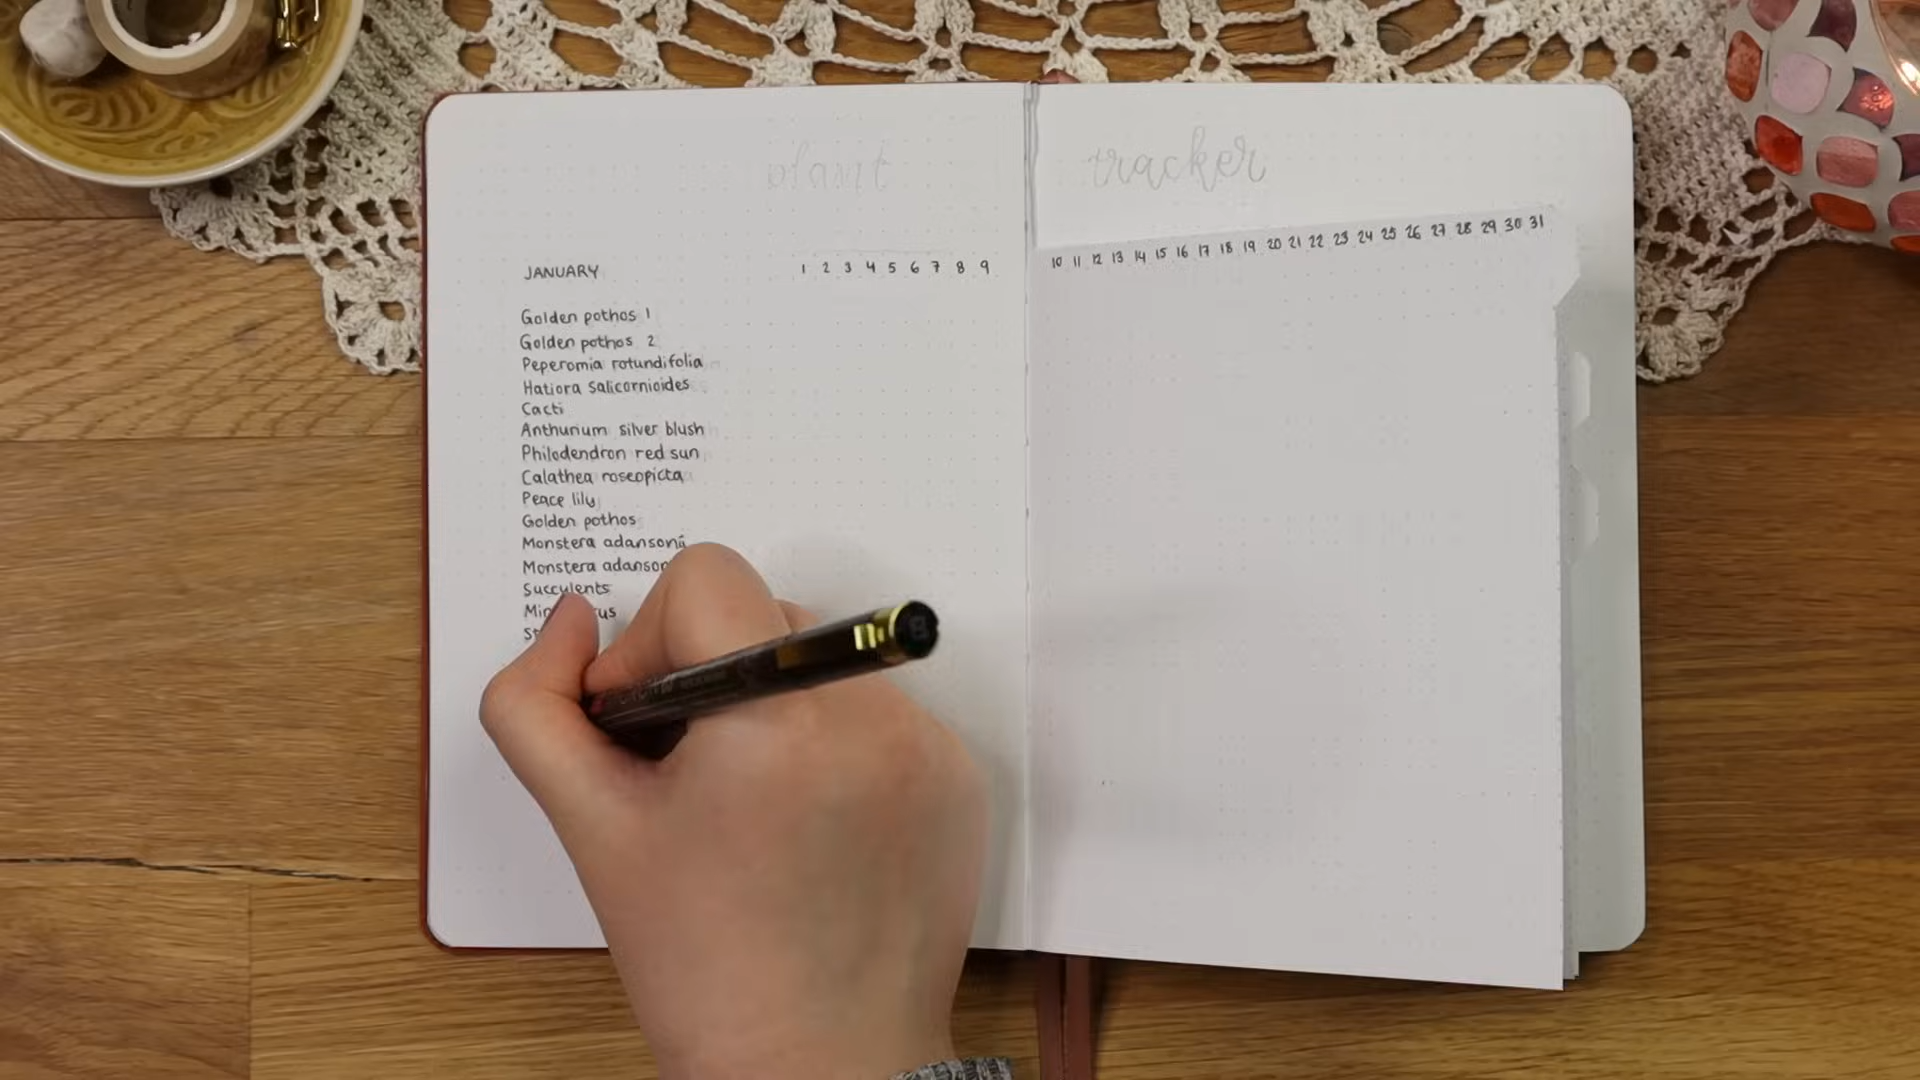 plant tracker
JANUARY 1 2 3 4 5 6 7 8 9 10 11 12 13 14 15 16 17 18 19 20 21 22 23 24 25 26 27 28 29 30 31
Golden pothos 1
Golden pothos 2
Peperomia rotundifolia
Hatiora salicornioides
Cacti
Anthurium silver blush
Philodendron red sun
Calathea roseopicta
Peace lily
Golden pothos
Monstera adansonii
Monstera
Succulents